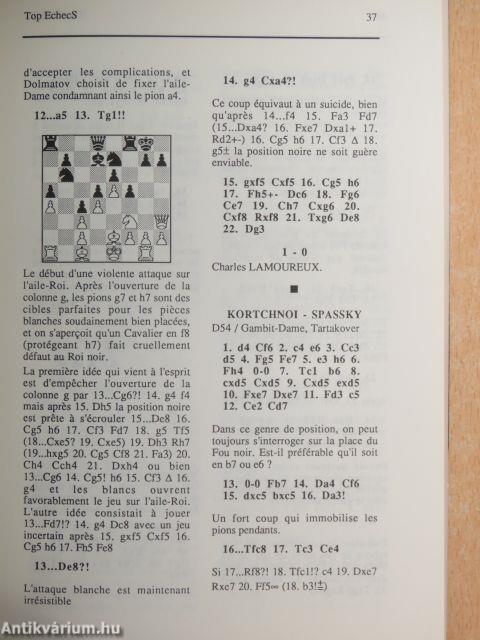 Top EchecS
37
d'accepter les complications, et
Dolmatov choisit de fixer l'aile-
Dame condamnant ainsi le pion a4.
12...a5 13. Tg1!!
Le début d'une violente attaque sur
l'aile-Roi. Après l'ouverture de la
colonne g, les pions g7 et h7 sont des
cibles parfaites pour les pièces
blanches soudainement bien placées,
et on s'aperçoit qu'un Cavalier en f8
(protégeant h7) fait cruellement
défaut au Roi noir.
La première idée qui vient à l'esprit
est d'empêcher l'ouverture de la
colonne g par 13...Cg6?! 14. g4 f4
mais après 15. Dh5 la position noire
est prête à s'écrouler 15...De8 16.
Cg5 h6 17. Cf3 Fd7 18. g5 Tf5
(18...Cxe5? 19. Cxe5) 19. Dh3 Rh7
(19...hxg5 20. Cg5 Cf8 21. Fa3) 20.
Ch4 Cch4 21. Dxh4 ou bien
13...Cg6 14. Cg5! h6 15. Cf3 Δ 16.
g4 et les blancs ouvrent
favorablement le jeu sur l'aile-Roi.
L'autre idée consistait à jouer
13...Fd7!? 14. g4 Dc8 avec un jeu
incertain après 15. gxf5 Cxf5 16.
Cg5 h6 17. Fh5 Fe8
13...De8?!
L'attaque blanche est maintenant
irrésistible
14. g4 Cxa4?!
Ce coup équivaut à un suicide, bien
qu'après 14...f4 15. Fa3 Fd7
(15...Dxa4? 16. Fxe7 Dxa1+ 17.
Rd2+-) 16. Cg5 h6 17. Cf3 Δ 18.
g5± la position noire ne soit guère
enviable.
15. gxf5 Cxf5 16. Cg5 h6
17. Fh5+- Dc6 18. Fg6
Ce7 19. Ch7 Cxg6 20.
Cxf8 Rxf8 21. Txg6 De8
22. Dg3
1 - 0
Charles LAMOUREUX.
KORTCHNOI - SPASSKY
D54 / Gambit-Dame, Tartakover
1. d4 Cf6 2. c4 e6 3. Cc3
d5 4. Fg5 Fe7 5. e3 h6 6.
Fh4 0-0 7. Tc1 b6 8.
cxd5 Cxd5 9. Cxd5 exd5
10. Fxe7 Dxe7 11. Fd3 c5
12. Ce2 Cd7
Dans ce genre de position, on peut
toujours s'interroger sur la place du
Fou noir. Est-il préférable qu'il soit
en b7 ou e6 ?
13. 0-0 Fb7 14. Da4 Cf6
15. dxc5 bxc5 16. Da3!
Un fort coup qui immobilise les
pions pendants.
16...Tfc8 17. Tc3 Ce4
Si 17...Rf8?! 18. Tfc1!? c4 19. Dxe7
Rxe7 20. Ff5∞ (18. b3!±)
Antikvárium.hu